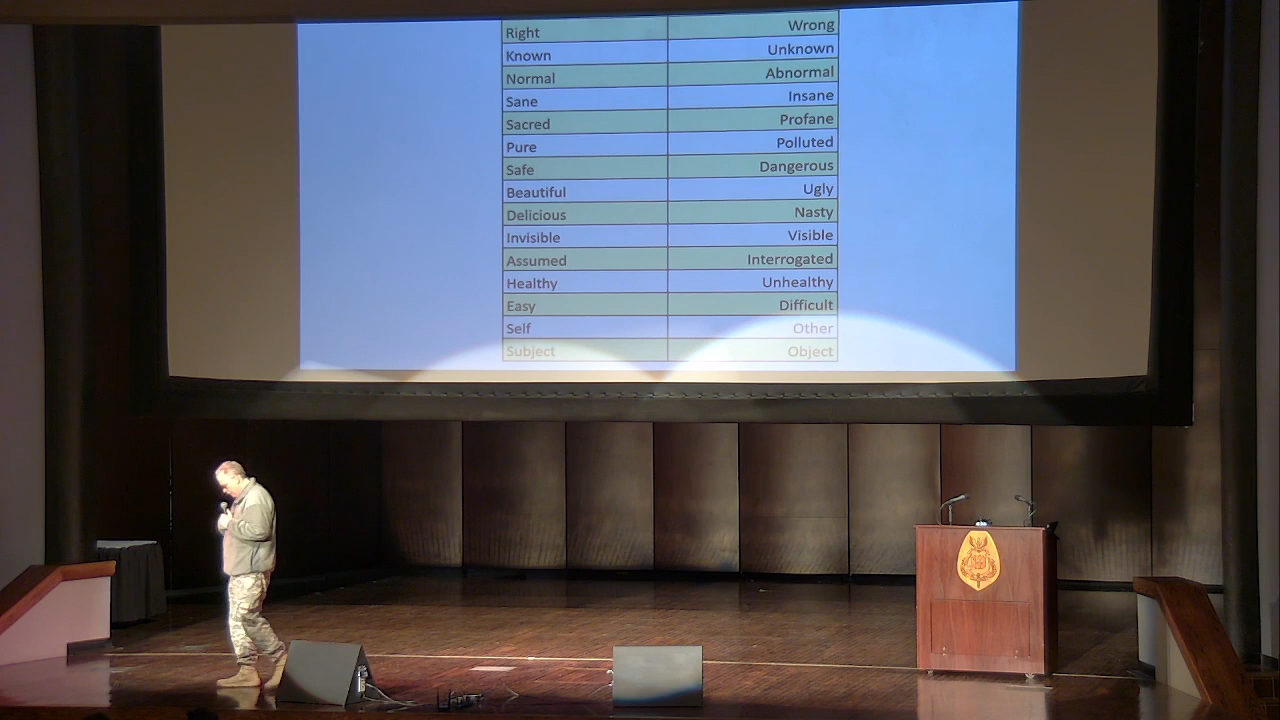 Right Wrong
Known Unknown
Normal Abnormal
Sane Insane
Sacred Profane
Pure Polluted
Safe Dangerous
Beautiful Ugly
Delicious Nasty
Invisible Visible
Assumed Interrogated
Healthy Unhealthy
Easy Difficult
Self Other
Subject Object